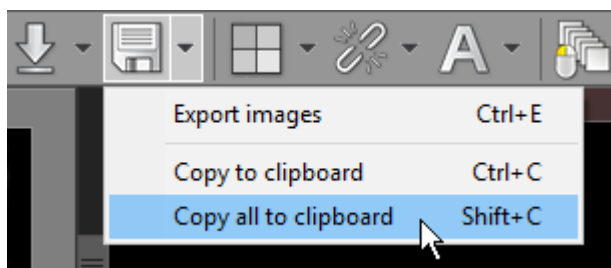 A
Export images Ctrl+E
Copy to clipboard Ctrl+C
Copy all to clipboard Shift+C